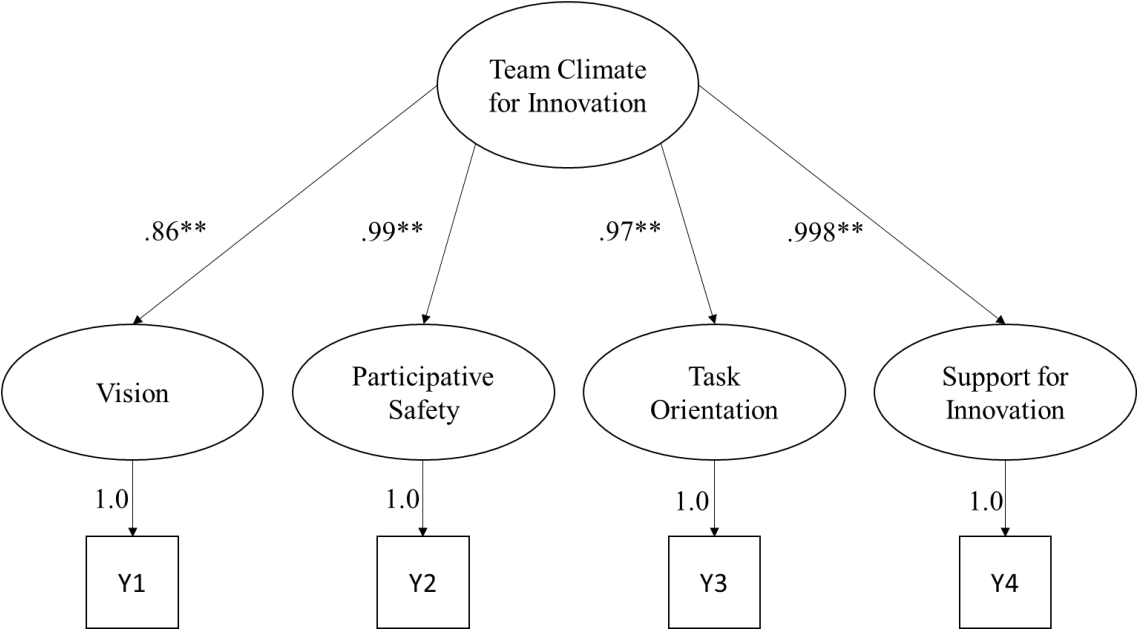 Team Climate
for Innovation
.86**
.99**
.97**
.998**
Vision
Participative
Safety
Task
Orientation
Support for
Innovation
1.0
1.0
1.0
1.0
Y1
Y2
Y3
Y4